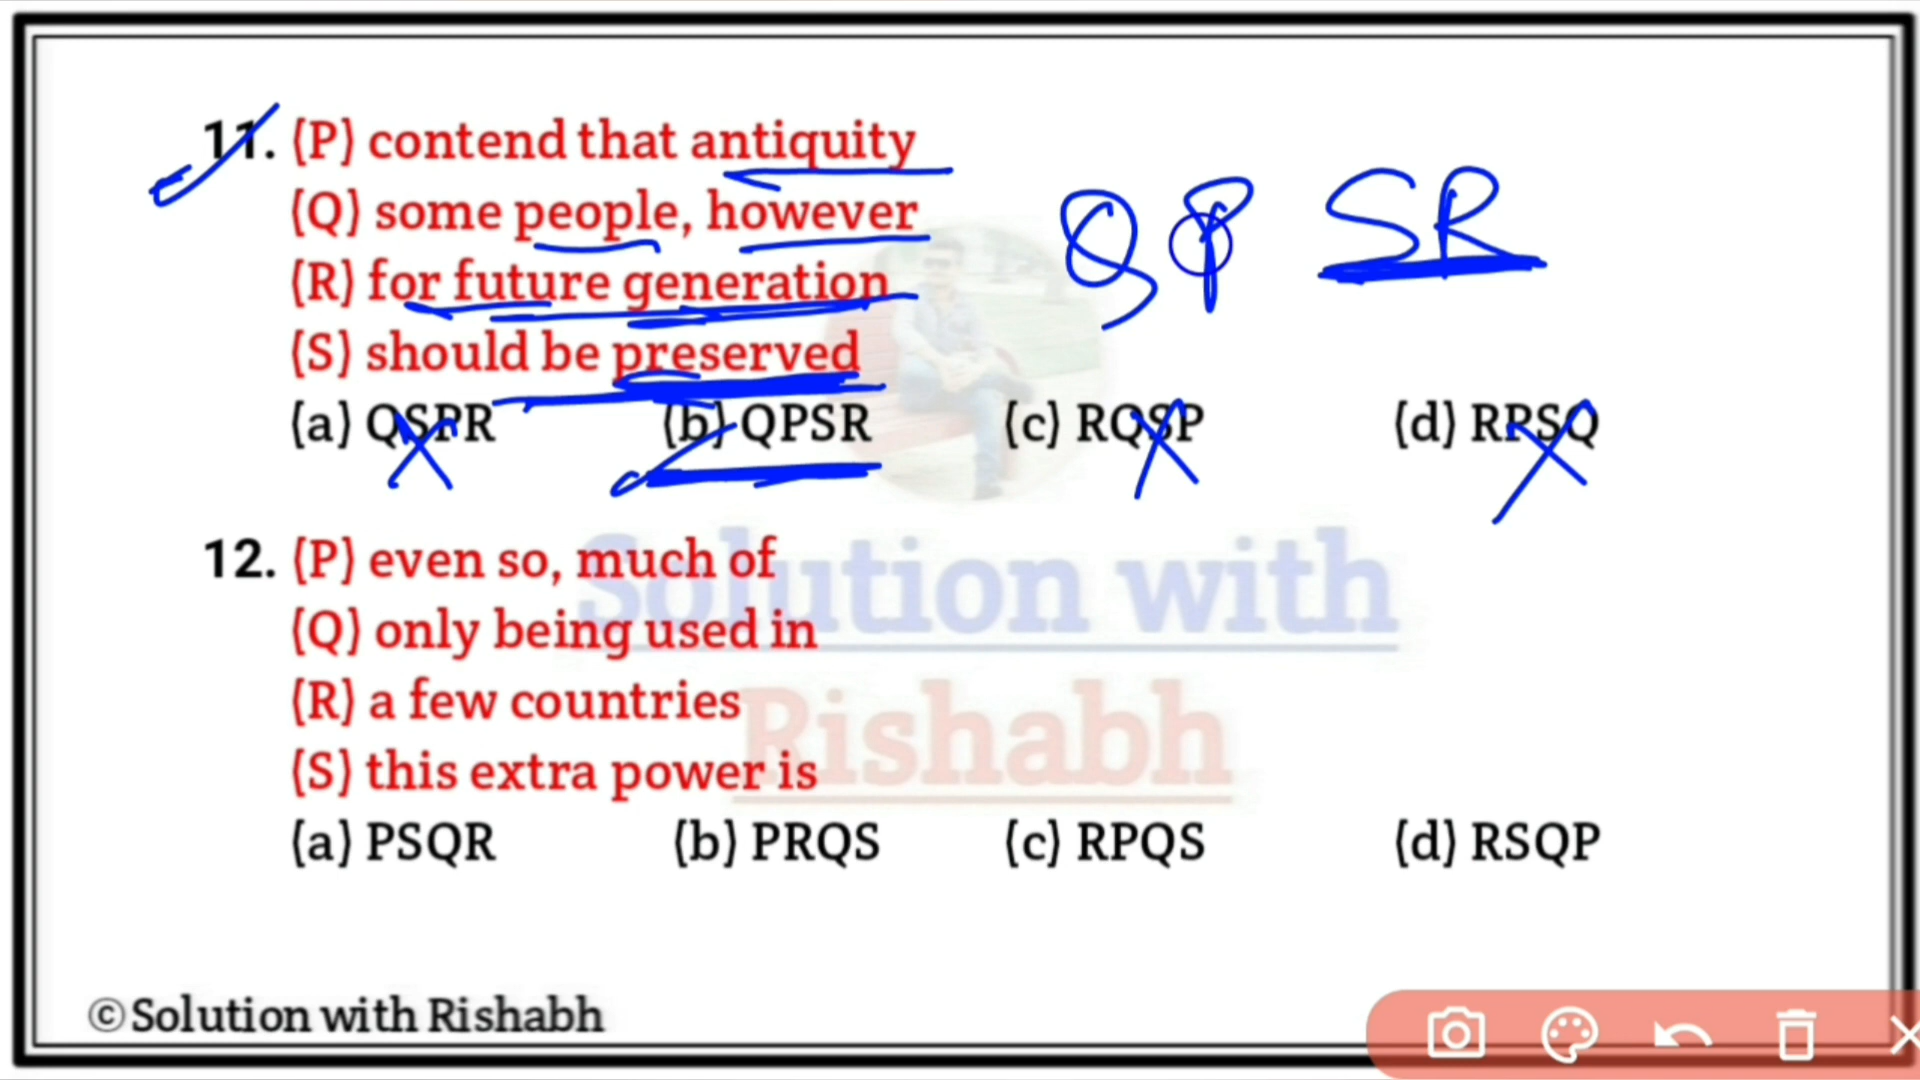 11. (P) contend that antiquity
(Q) some people, however
(R) for future generation
(S) should be preserved
QP SR
(a) QSPR (b) QPSR (c) RQSP (d) RPSQ
12. (P) even so, much of
(Q) only being used in
(R) a few countries
(S) this extra power is
(a) PSQR (b) PRQS (c) RPQS (d) RSQP
Solution with
Rishabh
©Solution with Rishabh